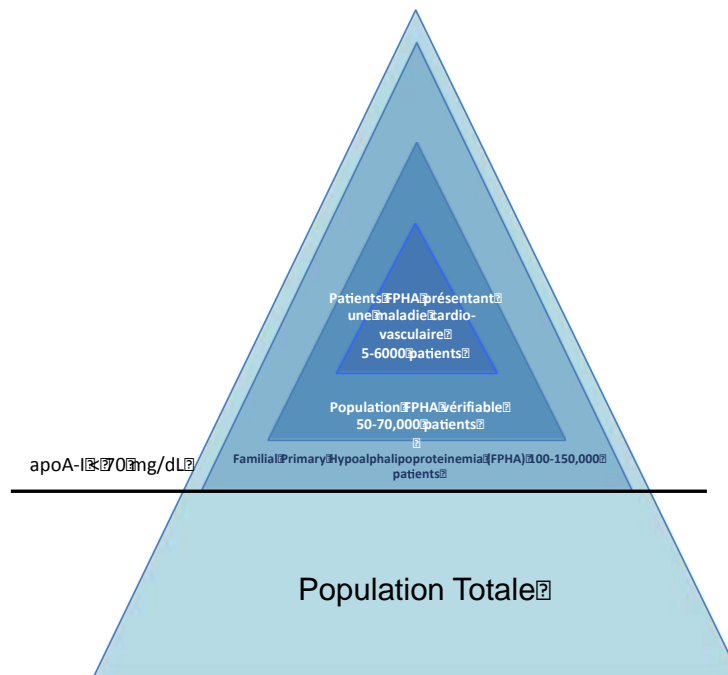 Patients FPHA présentant
une maladie cardio-
vasculaire
5-6000 patients
Population FPHA vérifiable
50-70,000 patients
apoA-I < 70 mg/dL
Familial Primary Hypoalphalipoproteinemia (FPHA) 100-150,000
patients
Population Totale